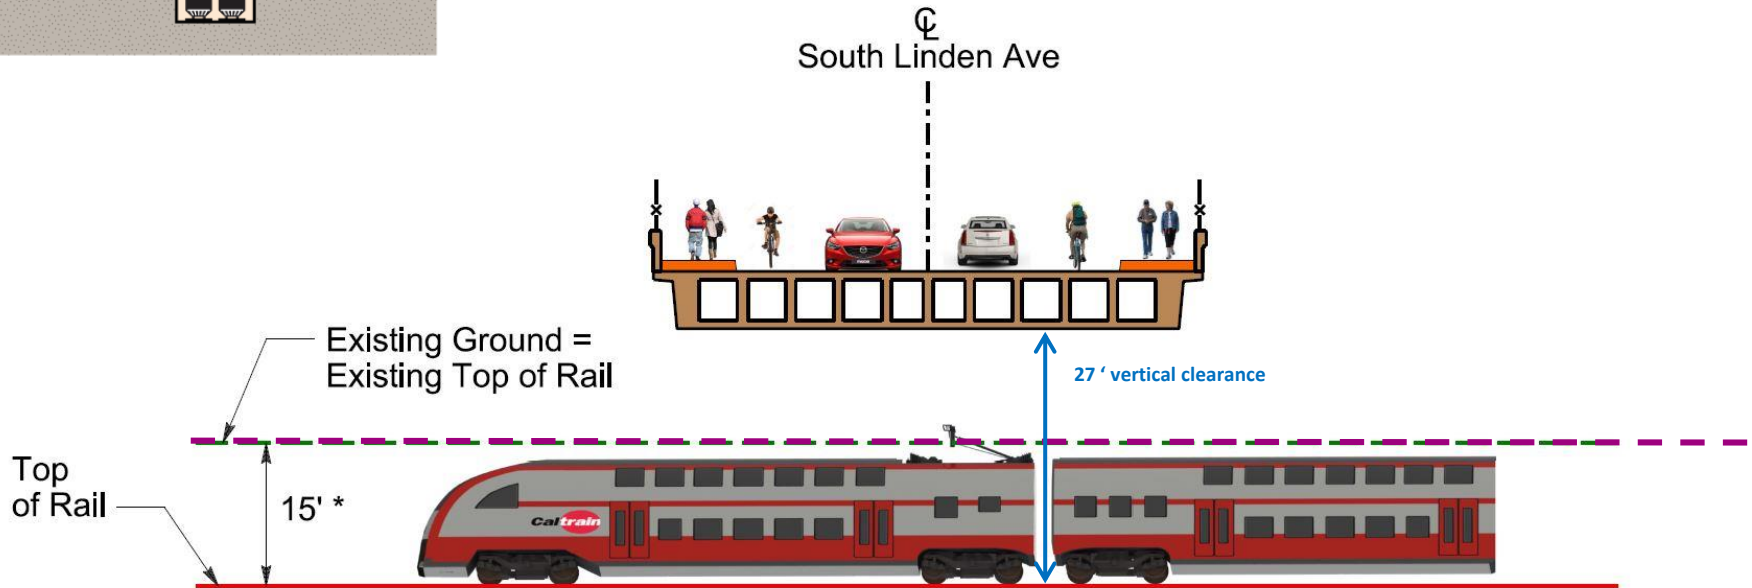 ℄
South Linden Ave
Existing Ground =
Existing Top of Rail
27 ‘ vertical clearance
Top
of Rail
15' *
Caltrain